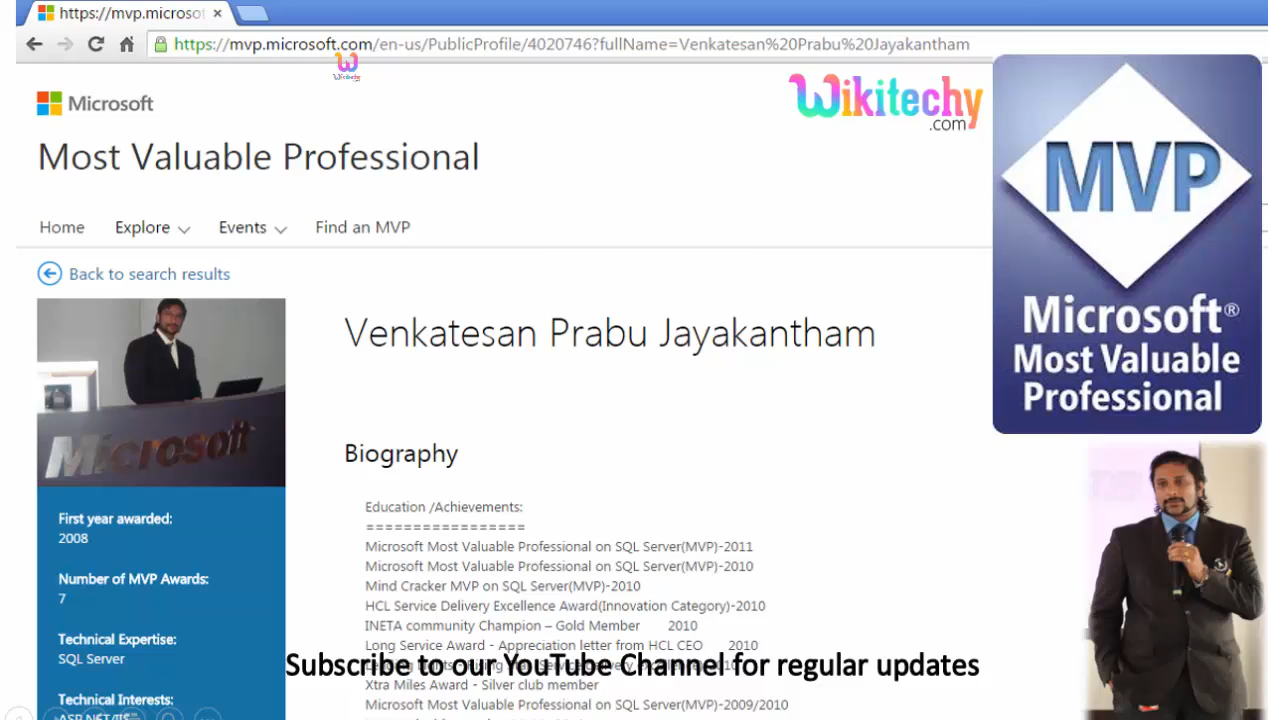 https://mvp.microsof
https://mvp.microsoft.com/en-us/PublicProfile/4020746?fullName=Venkatesan%20Prabu%20Jayakantham
Wikitechy
Microsoft
Wikitechy
.com
Most Valuable Professional
Home Explore Events Find an MVP
Back to search results
MVP
Microsoft®
Most Valuable
Professional
Microsoft
Venkatesan Prabu Jayakantham
Biography
First year awarded:
2008
Number of MVP Awards:
7
Technical Expertise:
SQL Server
Technical Interests:
ASP.NET/IIS
Education /Achievements:
=================
Microsoft Most Valuable Professional on SQL Server(MVP)-2011
Microsoft Most Valuable Professional on SQL Server(MVP)-2010
Mind Cracker MVP on SQL Server(MVP)-2010
HCL Service Delivery Excellence Award(Innovation Category)-2010
INETA community Champion – Gold Member 2010
Long Service Award - Appreciation letter from HCL CEO 2010
Subscribe to our YouTube Channel for regular updates
Xtra Miles Award - Silver club member
Microsoft Most Valuable Professional on SQL Server(MVP)-2009/2010